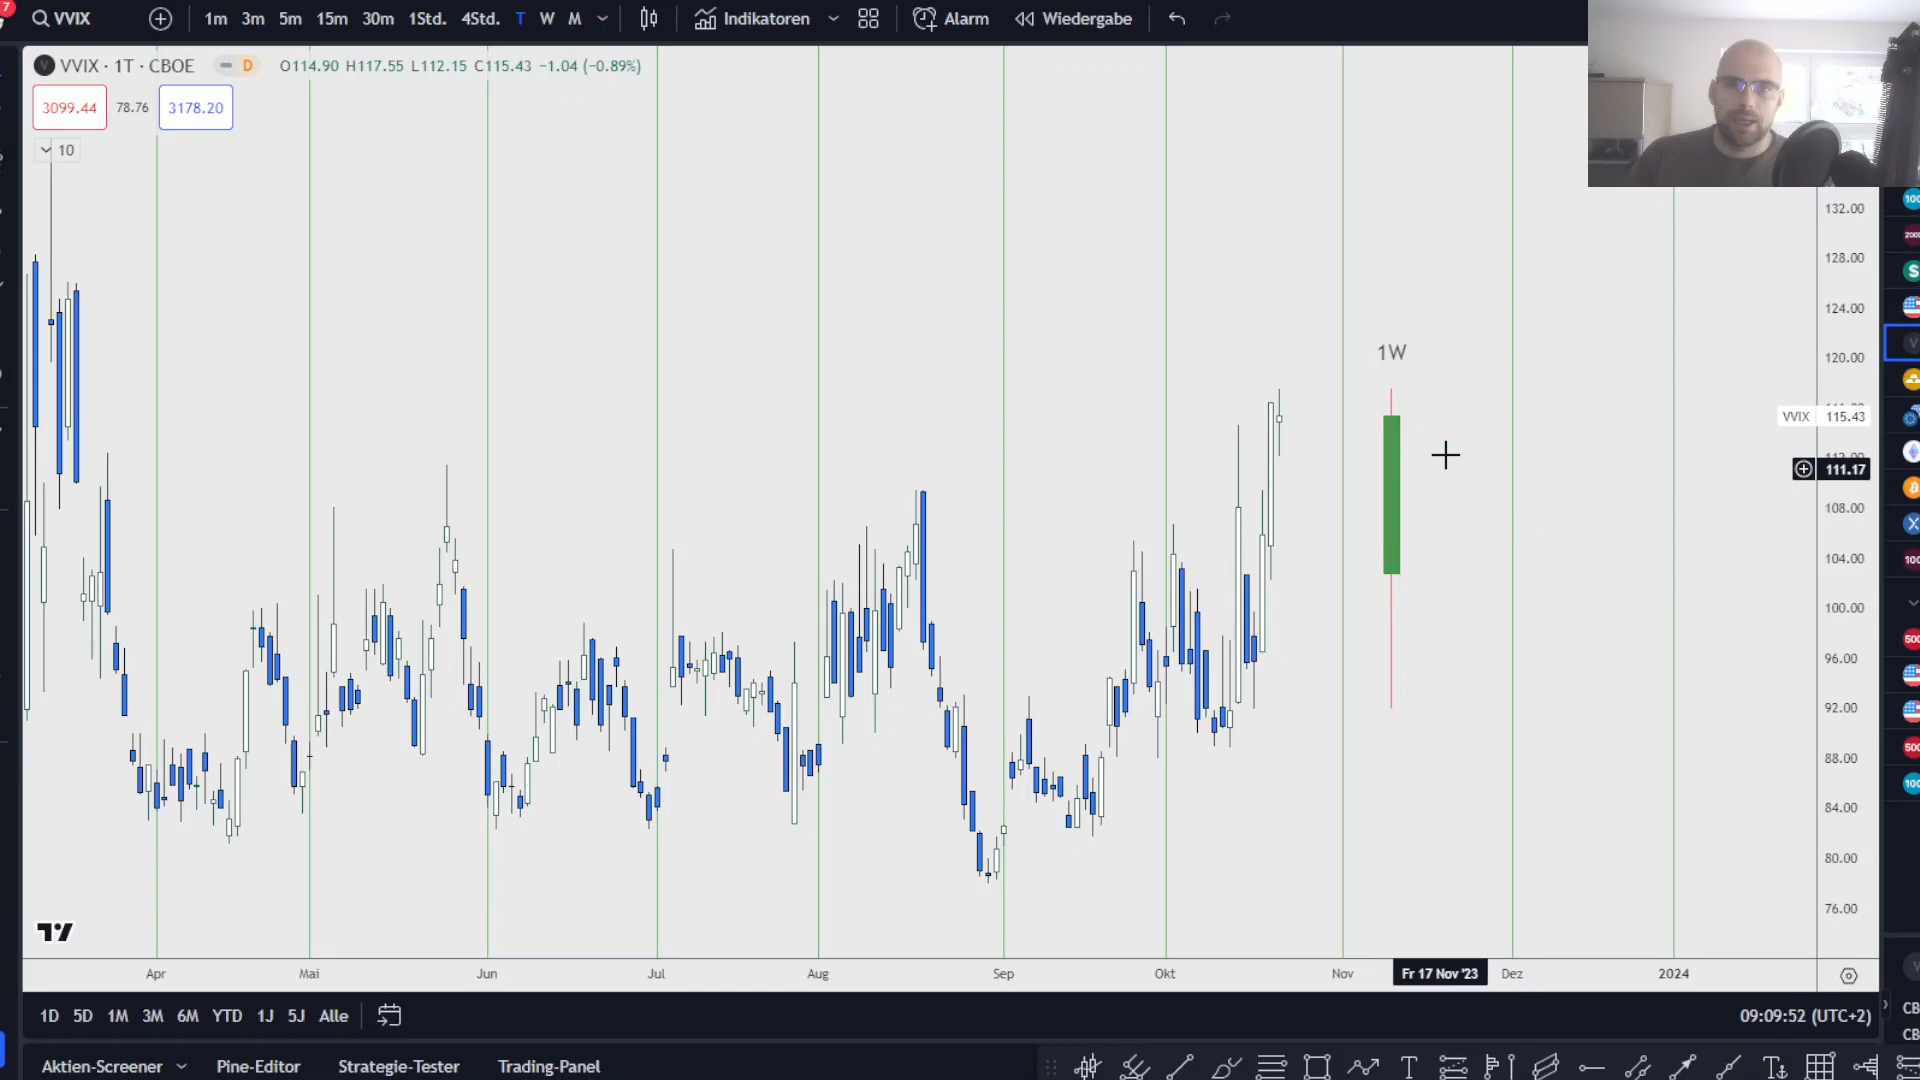 7
VVIX
1m 3m 5m 15m 30m 1Std. 4Std. T W M
Indikatoren
Alarm
Wiedergabe
VVIX · 1T · CBOE
D
O114.90 H117.55 L112.15 C115.43 −1.04 (−0.89%)
3099.44
78.76
3178.20
10
132.00
128.00
124.00
120.00
VVIX 115.43
111.17
108.00
104.00
100.00
96.00
92.00
88.00
84.00
80.00
76.00
1W
Apr Mai Jun Jul Aug Sep Okt Nov Fr 17 Nov '23 Dez 2024
1D 5D 1M 3M 6M YTD 1J 5J Alle
09:09:52 (UTC+2)
Aktien-Screener
Pine-Editor
Strategie-Tester
Trading-Panel